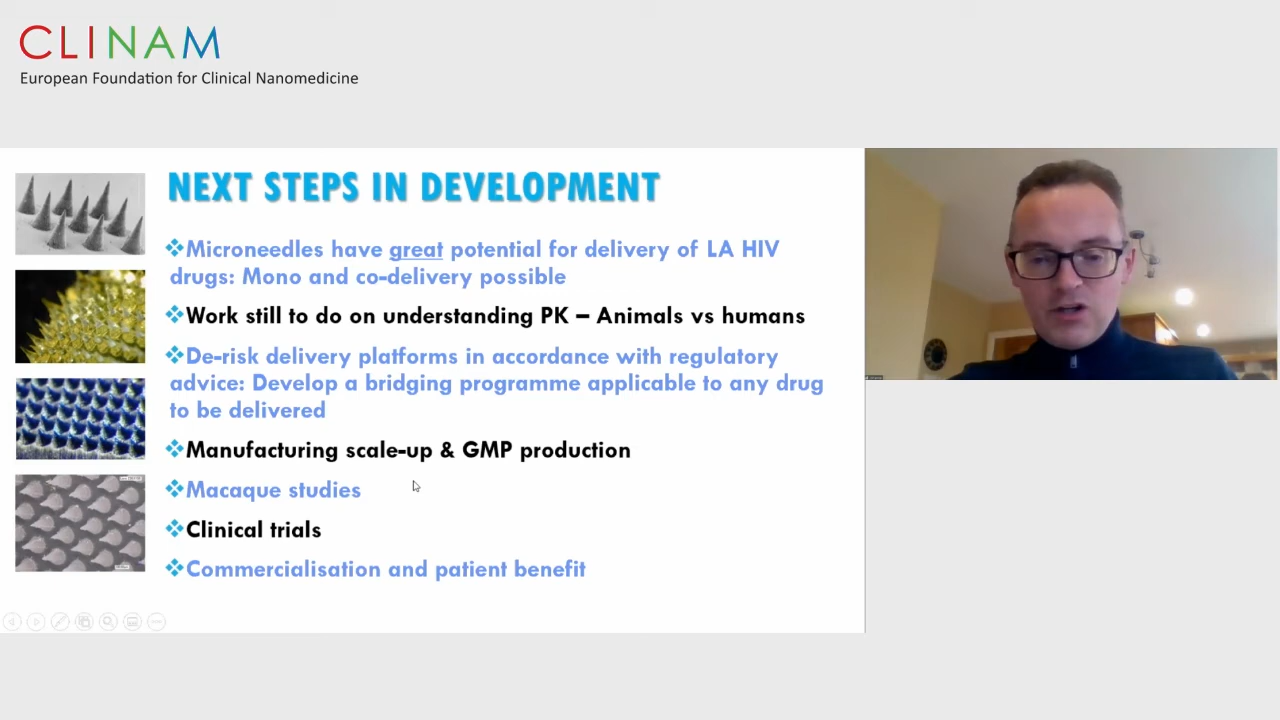 CLINAM
European Foundation for Clinical Nanomedicine
NEXT STEPS IN DEVELOPMENT
Microneedles have great potential for delivery of LA HIV
drugs: Mono and co-delivery possible
Work still to do on understanding PK – Animals vs humans
De-risk delivery platforms in accordance with regulatory
advice: Develop a bridging programme applicable to any drug
to be delivered
Manufacturing scale-up & GMP production
Macaque studies
Clinical trials
Commercialisation and patient benefit